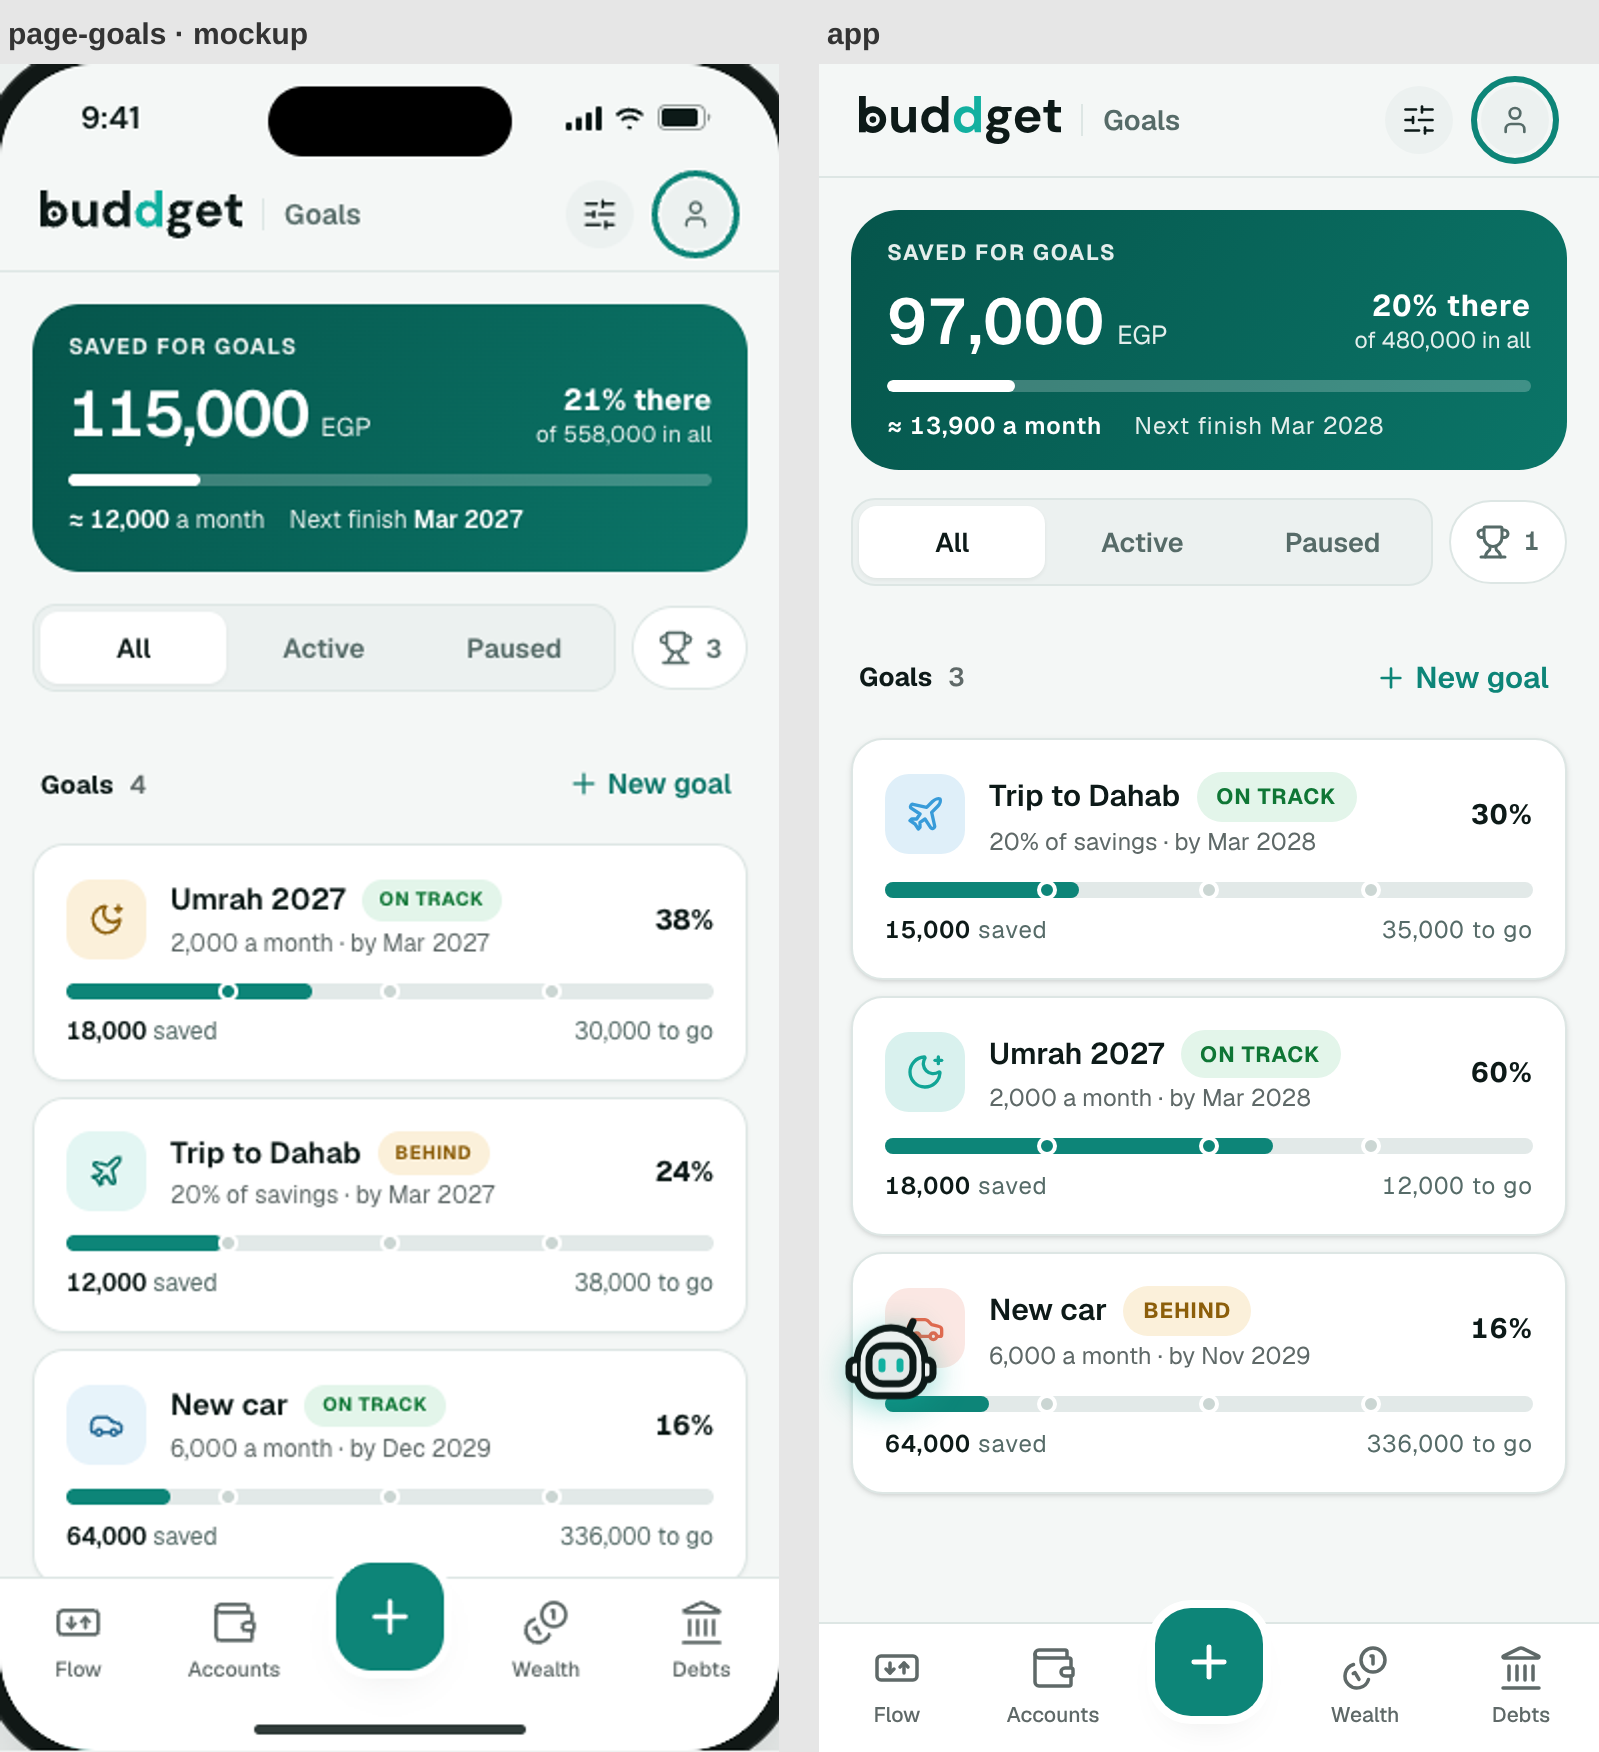 page-goals · mockup
9:41
buddget
Goals
SAVED FOR GOALS
115,000 EGP
21% there
of 558,000 in all
≈ 12,000 a month Next finish Mar 2027
All
Active
Paused
3
Goals 4
+ New goal
Umrah 2027 ON TRACK
2,000 a month · by Mar 2027
38%
18,000 saved
30,000 to go
Trip to Dahab BEHIND
20% of savings · by Mar 2027
24%
12,000 saved
38,000 to go
New car ON TRACK
6,000 a month · by Dec 2029
16%
64,000 saved
336,000 to go
Flow
Accounts
Wealth
Debts
app
buddget
Goals
SAVED FOR GOALS
97,000 EGP
20% there
of 480,000 in all
≈ 13,900 a month Next finish Mar 2028
All
Active
Paused
1
Goals 3
+ New goal
Trip to Dahab ON TRACK
20% of savings · by Mar 2028
30%
15,000 saved
35,000 to go
Umrah 2027 ON TRACK
2,000 a month · by Mar 2028
60%
18,000 saved
12,000 to go
New car BEHIND
6,000 a month · by Nov 2029
16%
64,000 saved
336,000 to go
Flow
Accounts
Wealth
Debts